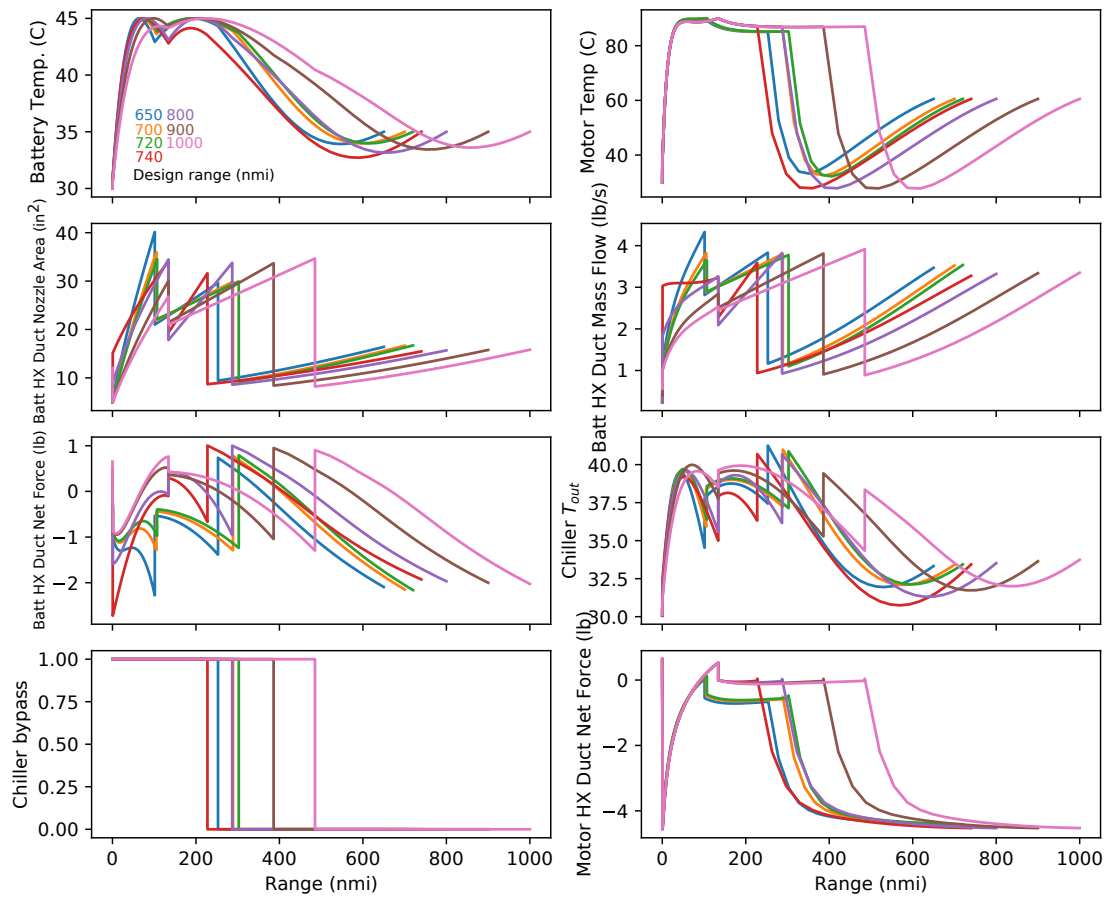 Battery Temp. (C)
45
40
35
30
650 800
700 900
720 1000
740
Design range (nmi)
Motor Temp (C)
80
60
40
Batt HX Duct Nozzle Area (in²)
40
30
20
10
Batt HX Duct Mass Flow (lb/s)
4
3
2
1
Batt HX Duct Net Force (lb)
1
0
−1
−2
Chiller T_out
40.0
37.5
35.0
32.5
30.0
Chiller bypass
1.00
0.75
0.50
0.25
0.00
0 200 400 600 800 1000
Range (nmi)
Motor HX Duct Net Force (lb)
0
−2
−4
0 200 400 600 800 1000
Range (nmi)